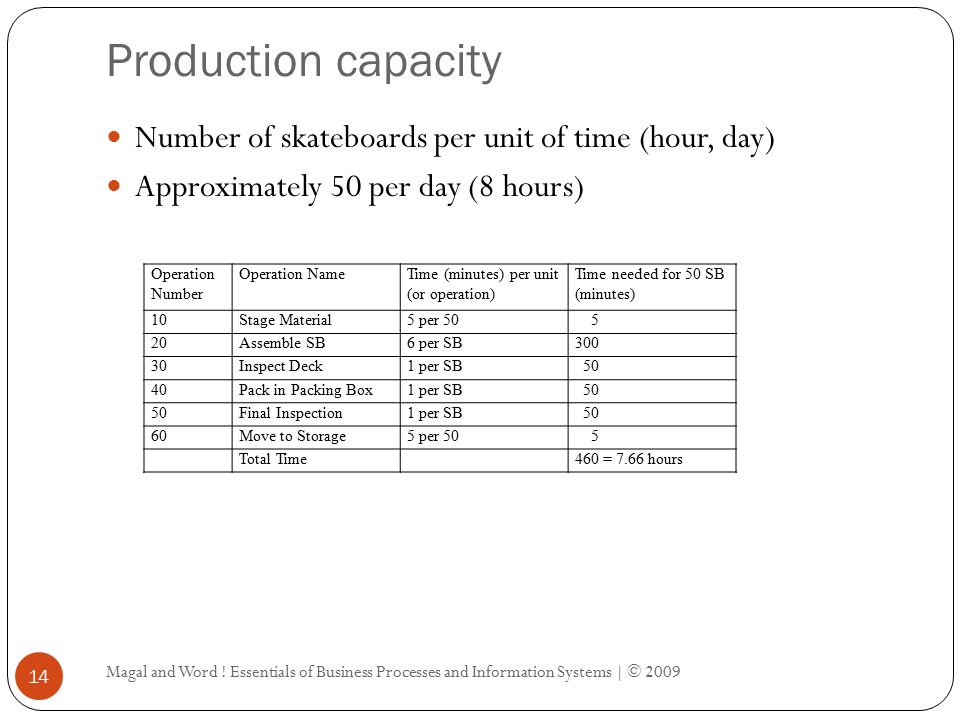 Production capacity
Number of skateboards per unit of time (hour, day)
Approximately 50 per day (8 hours)
Operation Number Operation Name Time (minutes) per unit (or operation) Time needed for 50 SB (minutes)
10 Stage Material 5 per 50 5
20 Assemble SB 6 per SB 300
30 Inspect Deck 1 per SB 50
40 Pack in Packing Box 1 per SB 50
50 Final Inspection 1 per SB 50
60 Move to Storage 5 per 50 5
Total Time 460 = 7.66 hours
14
Magal and Word ! Essentials of Business Processes and Information Systems | © 2009